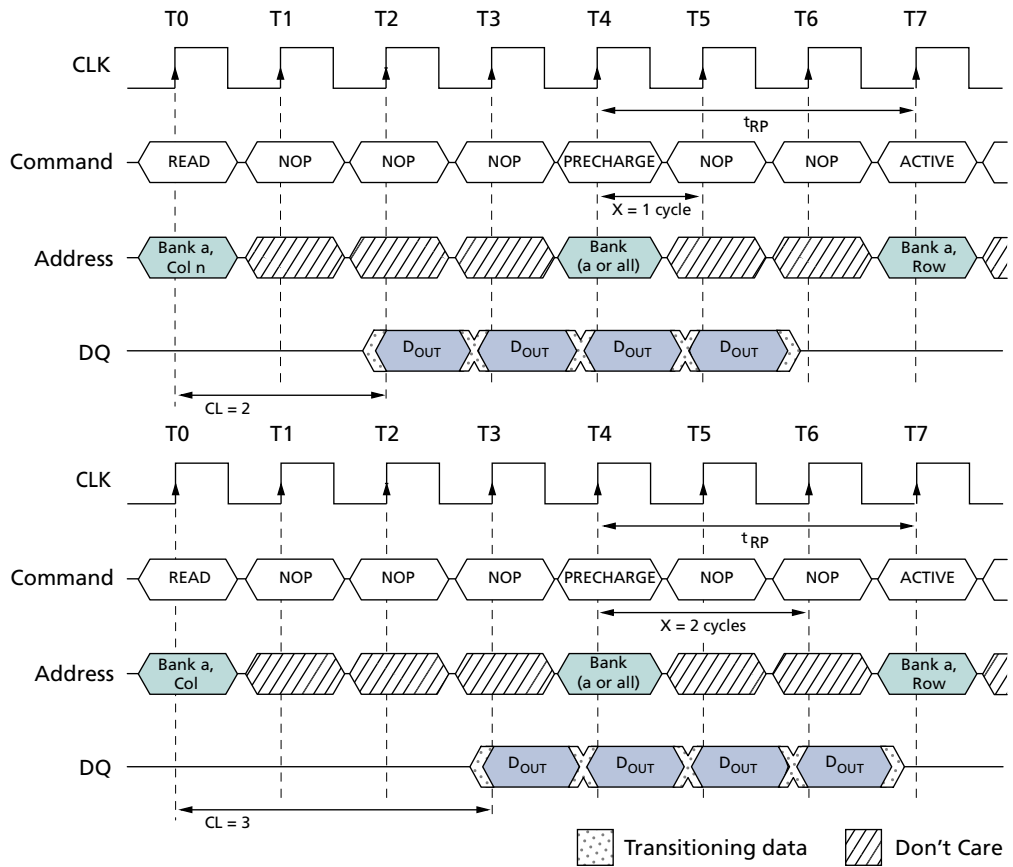 T0 T1 T2 T3 T4 T5 T6 T7
CLK
tRP
Command READ NOP NOP NOP PRECHARGE NOP NOP ACTIVE
X = 1 cycle
Address Bank a, Col n Bank (a or all) Bank a, Row
DQ DOUT DOUT DOUT DOUT
CL = 2
T0 T1 T2 T3 T4 T5 T6 T7
CLK
tRP
Command READ NOP NOP NOP PRECHARGE NOP NOP ACTIVE
X = 2 cycles
Address Bank a, Col Bank (a or all) Bank a, Row
DQ DOUT DOUT DOUT DOUT
CL = 3
Transitioning data Don't Care